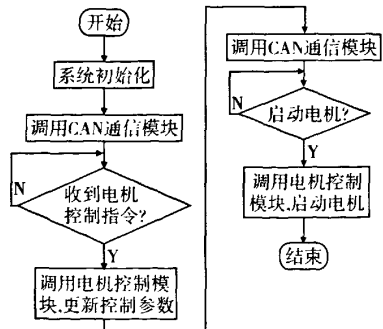 开始
系统初始化
调用CAN通信模块
N
收到电机
控制指令?
Y
调用电机控制模
块,更新控制参数
调用CAN通信模块
N
启动电机?
Y
调用电机控制
模块,启动电机
结束